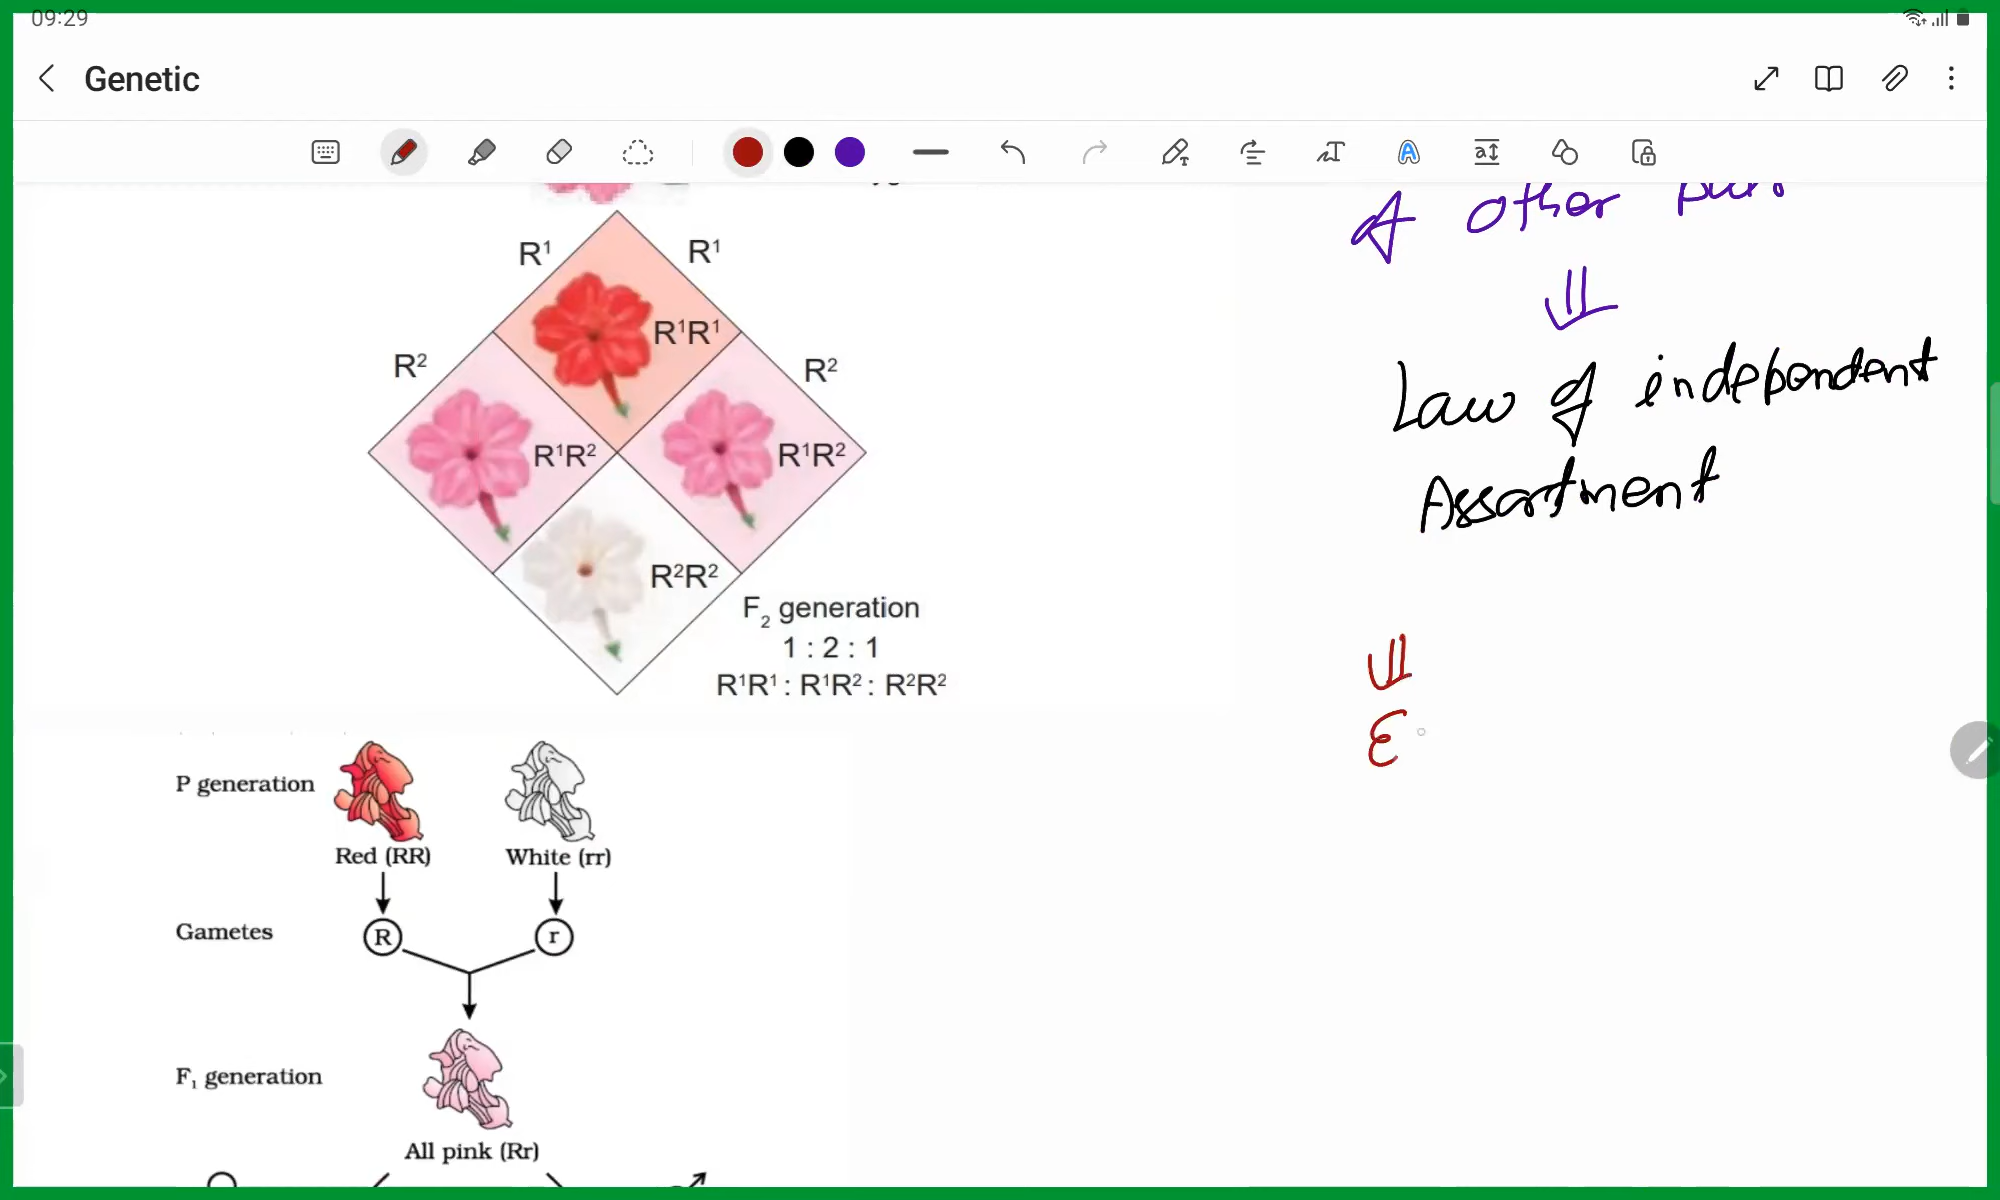 09:29
Genetic
R¹ R¹
R¹R¹
R² R²
R¹R² R¹R²
R²R²
F₂ generation
1 : 2 : 1
R¹R¹ : R¹R² : R²R²
P generation
Red (RR) White (rr)
Gametes R r
F₁ generation
All pink (Rr)
other
Law of independent
Assortment
E